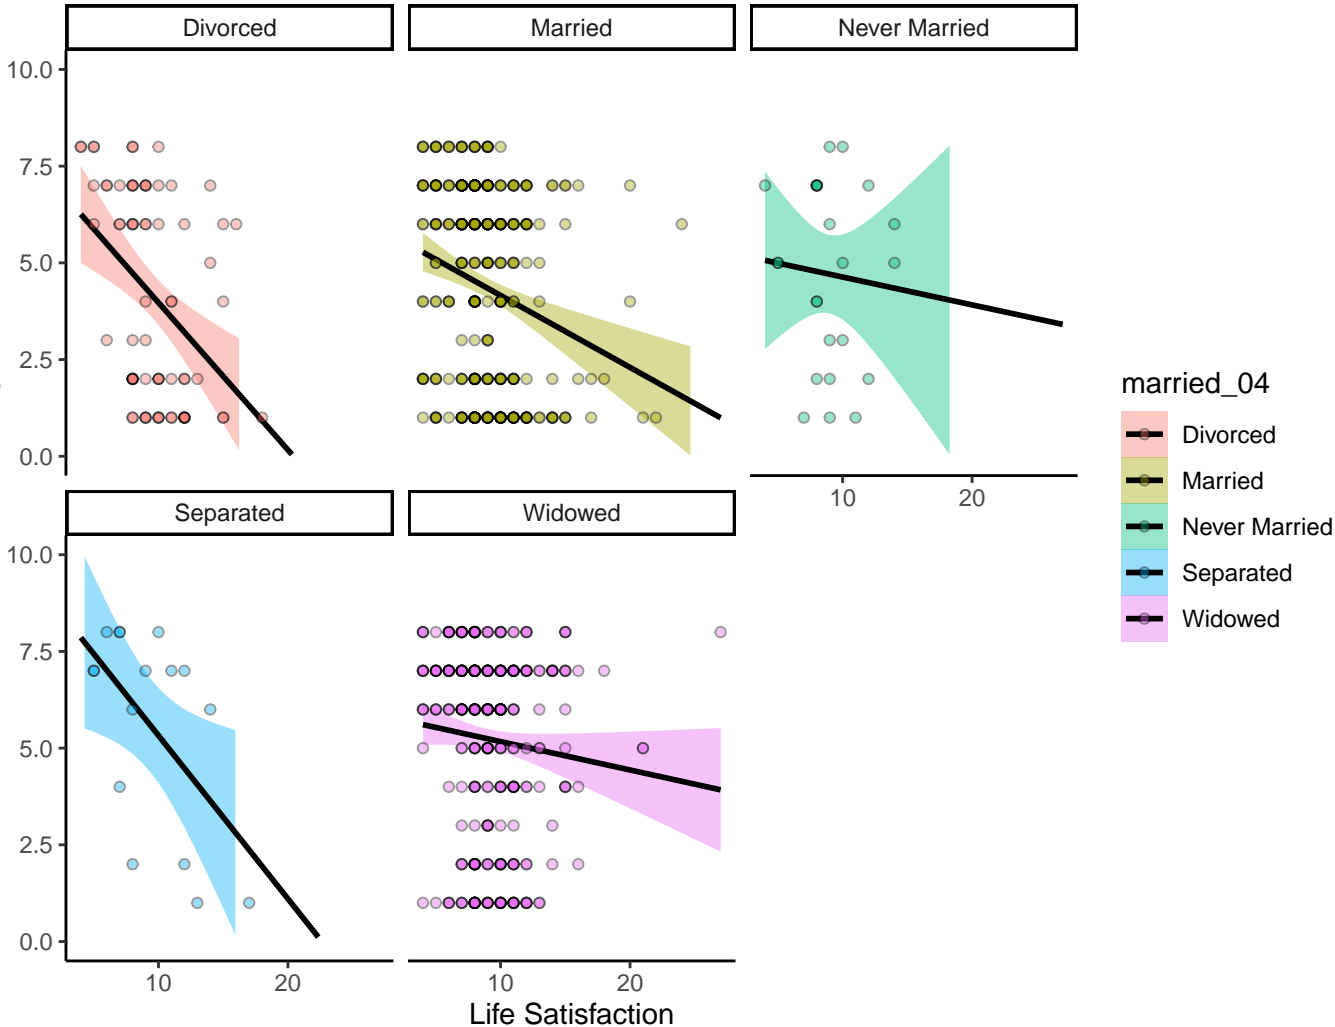 Divorced
Married
Never Married
10.0
7.5
5.0
2.5
0.0
10
20
Separated
Widowed
10.0
7.5
5.0
2.5
0.0
10
20
10
20
Life Satisfaction
married_04
Divorced
Married
Never Married
Separated
Widowed